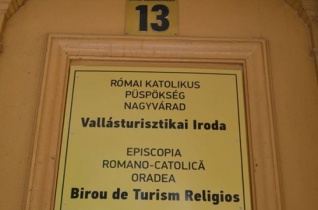 13
RÓMAI KATOLIKUS
PÜSPÖKSÉG
NAGYVÁRAD
Vallásturisztikai Iroda
EPISCOPIA
ROMANO-CATOLICĂ
ORADEA
Birou de Turism Religios